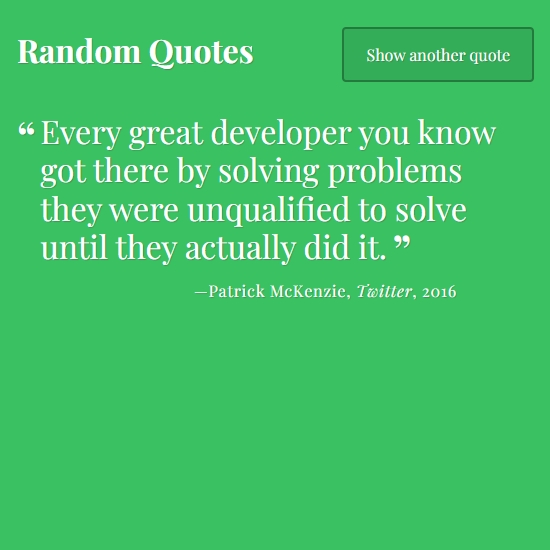 Random Quotes
Show another quote
“ Every great developer you know
got there by solving problems
they were unqualified to solve
until they actually did it. ”
—Patrick McKenzie, Twitter, 2016